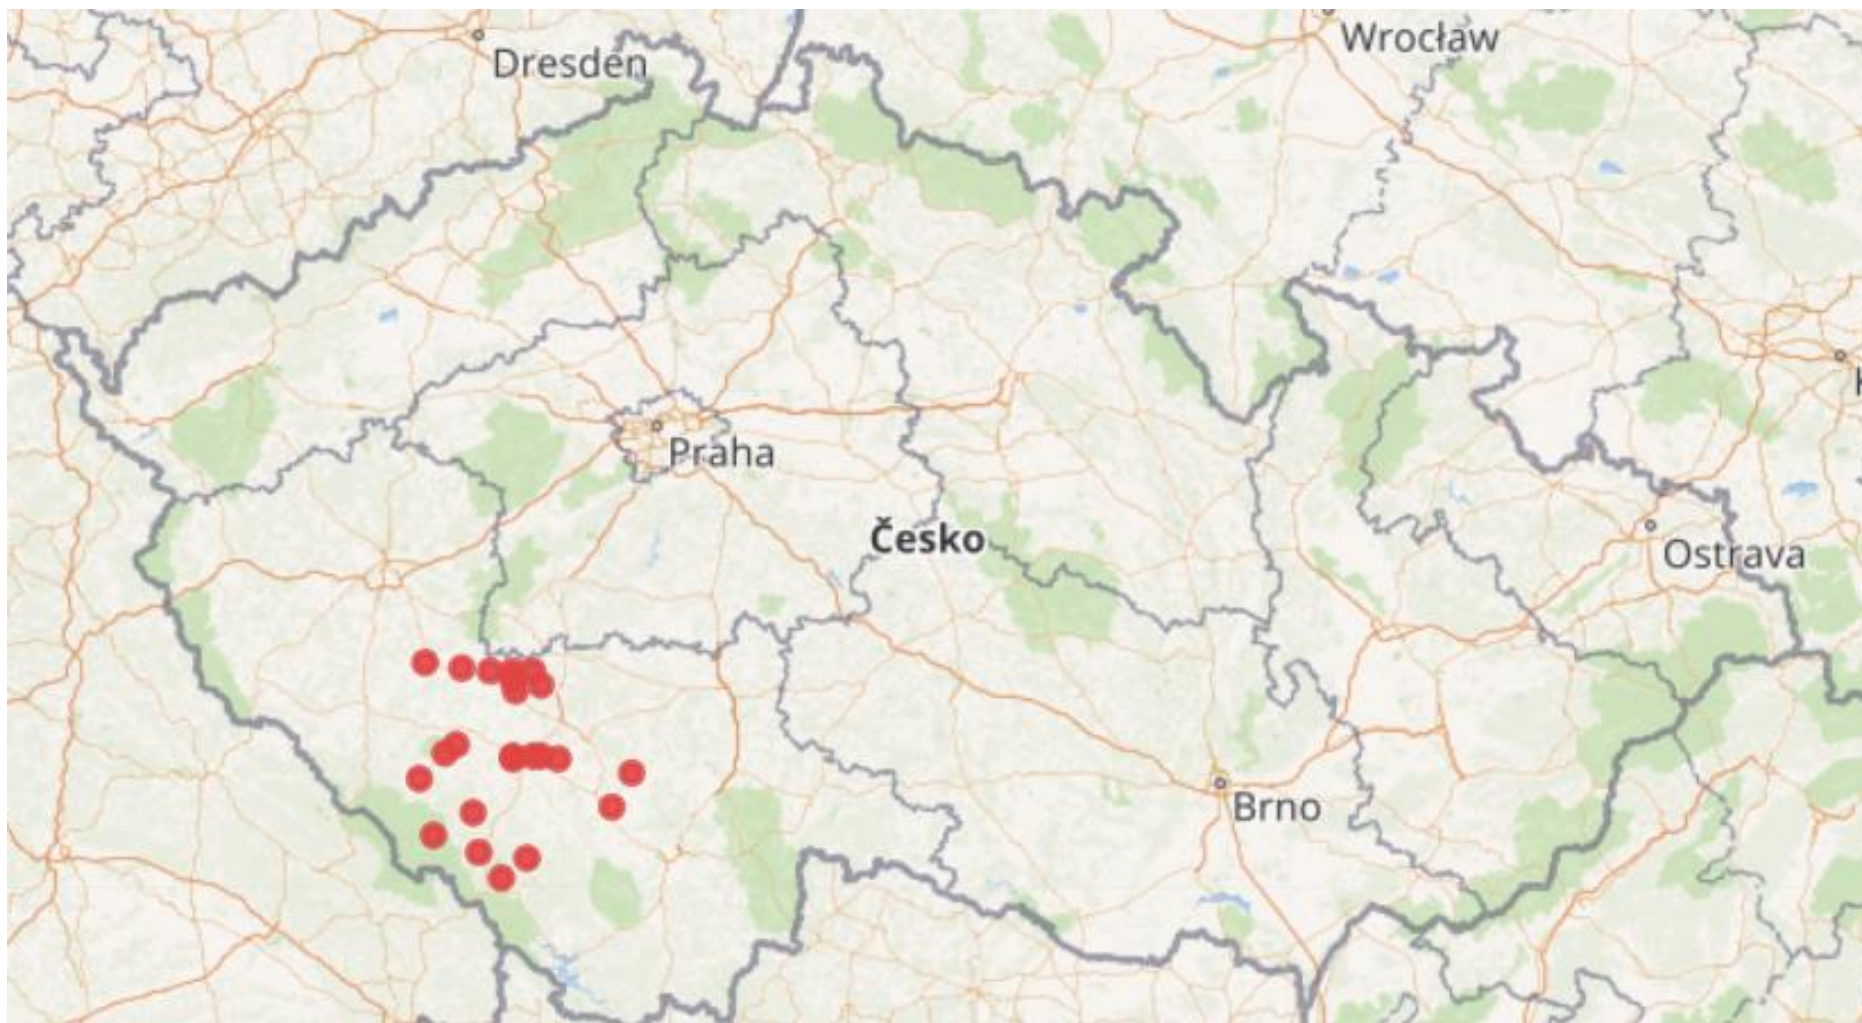 Dresden
Wrocław
Praha
Česko
Ostrava
Brno